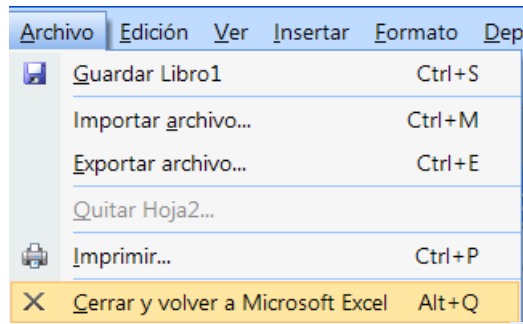 Archivo Edición Ver Insertar Formato Dep
Guardar Libro1 Ctrl+S
Importar archivo... Ctrl+M
Exportar archivo... Ctrl+E
Quitar Hoja2...
Imprimir... Ctrl+P
Cerrar y volver a Microsoft Excel Alt+Q